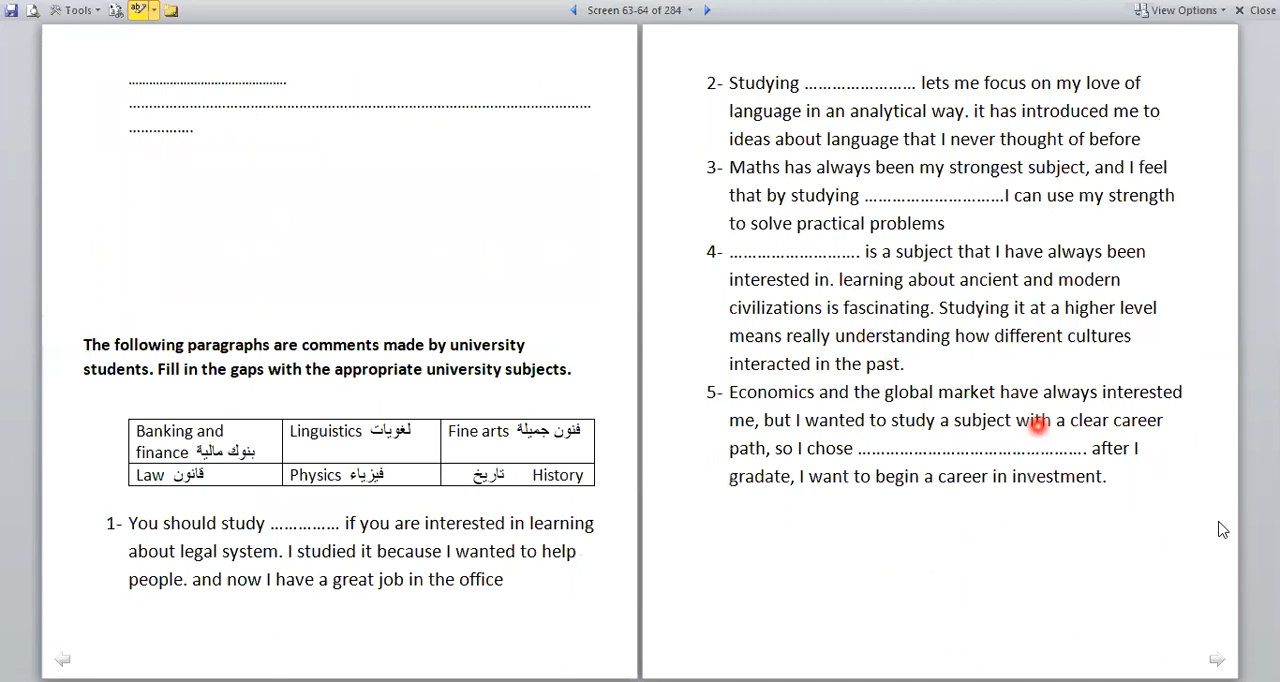 Tools
Screen 63-64 of 284
View Options
Close
................................................
................................................................................................................................
................
The following paragraphs are comments made by university
students. Fill in the gaps with the appropriate university subjects.
Banking and
finance بنوك مالية
Linguistics لغويات
Fine arts فنون جميلة
Law قانون
Physics فيزياء
History تاريخ
1- You should study …………… if you are interested in learning
about legal system. I studied it because I wanted to help
people. and now I have a great job in the office
2- Studying …………………… lets me focus on my love of
language in an analytical way. it has introduced me to
ideas about language that I never thought of before
3- Maths has always been my strongest subject, and I feel
that by studying …………………………I can use my strength
to solve practical problems
4- ………………………. is a subject that I have always been
interested in. learning about ancient and modern
civilizations is fascinating. Studying it at a higher level
means really understanding how different cultures
interacted in the past.
5- Economics and the global market have always interested
me, but I wanted to study a subject with a clear career
path, so I chose …………………………………………. after I
gradate, I want to begin a career in investment.